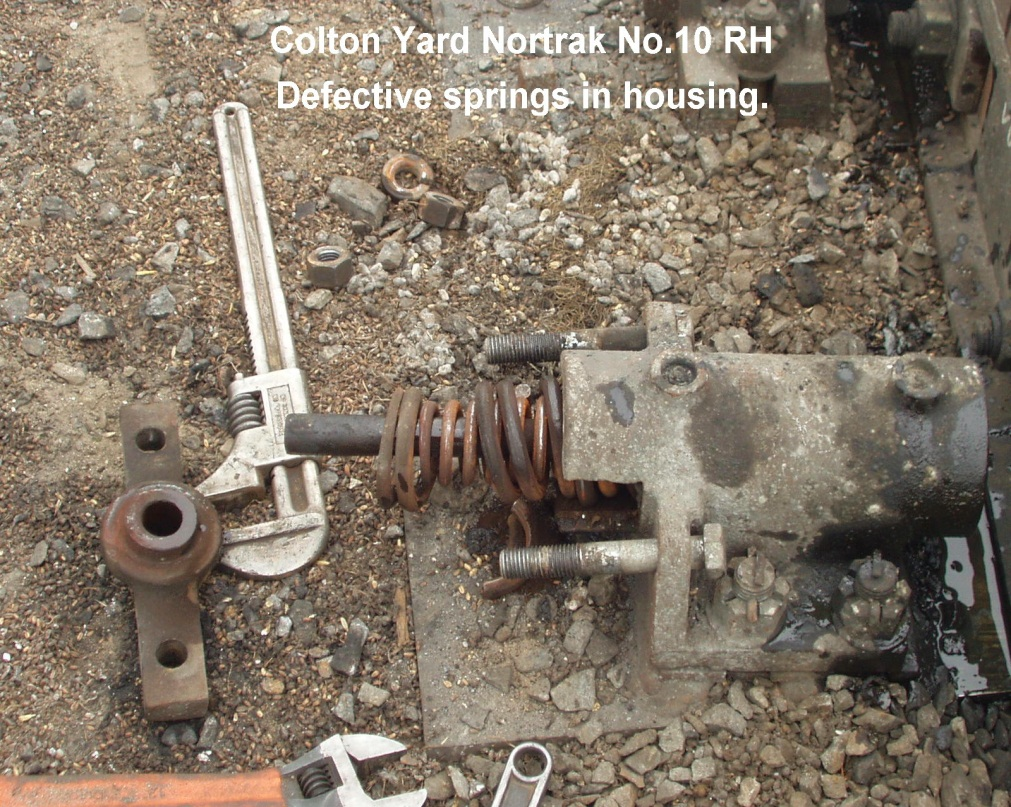 Colton Yard Nortrak No.10 RH
Defective springs in housing.